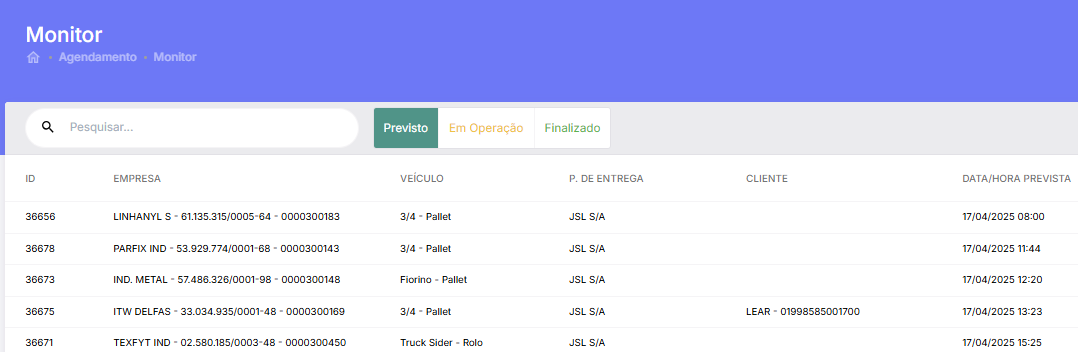 Monitor
Agendamento • Monitor
Pesquisar... Previsto Em Operação Finalizado
ID EMPRESA VEÍCULO P. DE ENTREGA CLIENTE DATA/HORA PREVISTA
36656 LINHANYL S - 61.135.315/0005-64 - 0000300183 3/4 - Pallet JSL S/A 17/04/2025 08:00
36678 PARFIX IND - 53.929.774/0001-68 - 0000300143 3/4 - Pallet JSL S/A 17/04/2025 11:44
36673 IND. METAL - 57.486.326/0001-98 - 0000300148 Fiorino - Pallet JSL S/A 17/04/2025 12:20
36675 ITW DELFAS - 33.034.935/0001-48 - 0000300169 3/4 - Pallet JSL S/A LEAR - 01998585001700 17/04/2025 13:23
36671 TEXFYT IND - 02.580.185/0003-48 - 0000300450 Truck Sider - Rolo JSL S/A 17/04/2025 15:25